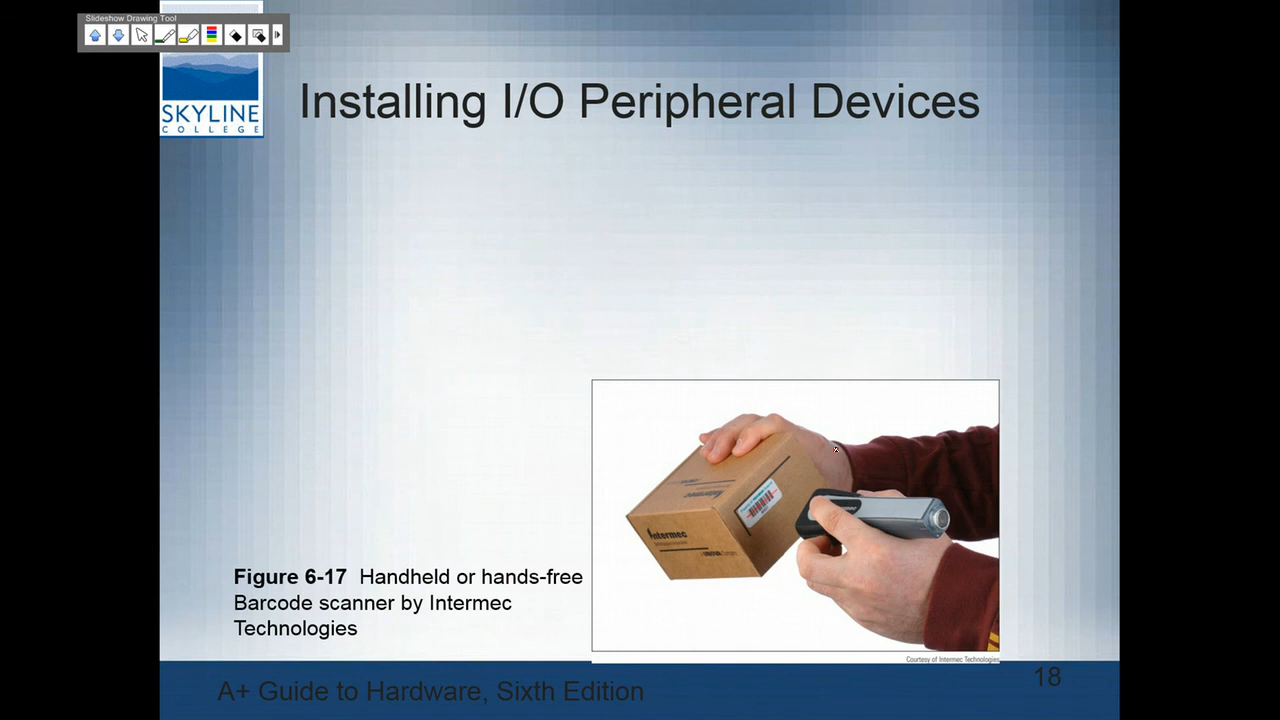 Slideshow Drawing Tool
SKYLINE
COLLEGE
Installing I/O Peripheral Devices
Intermec
Intermec
Figure 6-17 Handheld or hands-free
Barcode scanner by Intermec
Technologies
Courtesy of Intermec Technologies
A+ Guide to Hardware, Sixth Edition
18